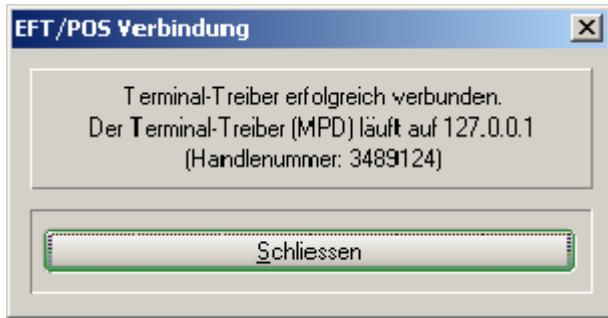 EFT/POS Verbindung
Terminal-Treiber erfolgreich verbunden.
Der Terminal-Treiber (MPD) läuft auf 127.0.0.1
(Handlenummer: 3489124)
Schliessen